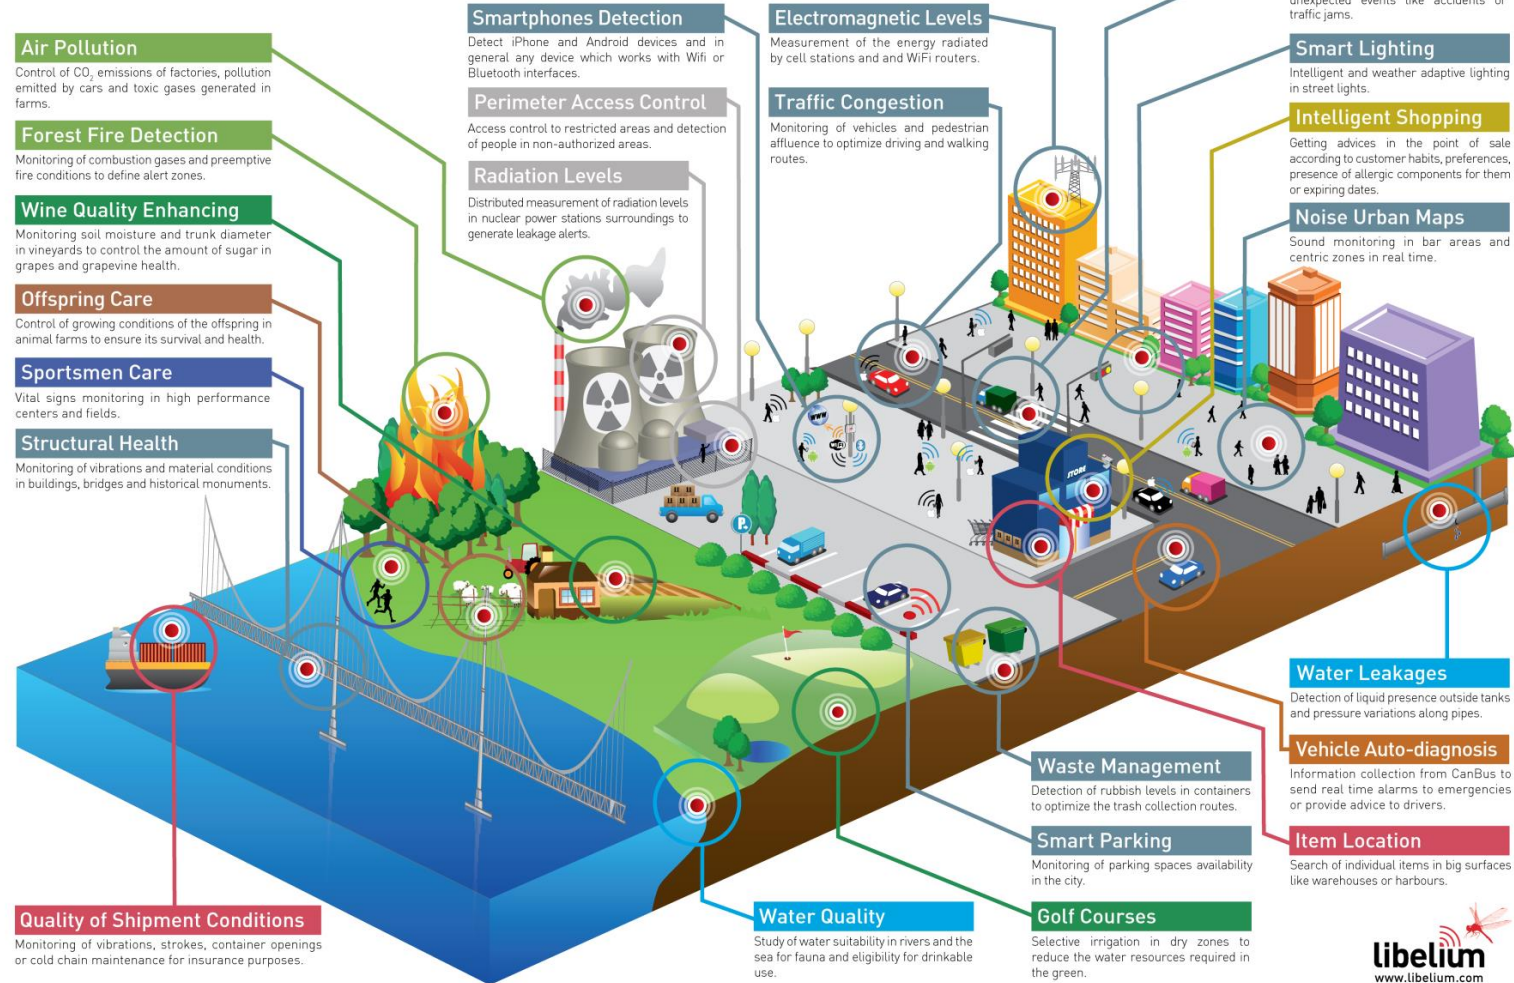 Air Pollution
Control of CO2 emissions of factories, pollution
emitted by cars and toxic gases generated in
farms.
Forest Fire Detection
Monitoring of combustion gases and preemptive
fire conditions to define alert zones.
Wine Quality Enhancing
Monitoring soil moisture and trunk diameter
in vineyards to control the amount of sugar in
grapes and grapevine health.
Offspring Care
Control of growing conditions of the offspring in
animal farms to ensure its survival and health.
Sportsmen Care
Vital signs monitoring in high performance
centers and fields.
Structural Health
Monitoring of vibrations and material conditions
in buildings, bridges and historical monuments.
Quality of Shipment Conditions
Monitoring of vibrations, strokes, container openings
or cold chain maintenance for insurance purposes.
Smartphones Detection
Detect iPhone and Android devices and in
general any device which works with Wifi or
Bluetooth interfaces.
Perimeter Access Control
Access control to restricted areas and detection
of people in non-authorized areas.
Radiation Levels
Distributed measurement of radiation levels
in nuclear power stations surroundings to
generate leakage alerts.
Electromagnetic Levels
Measurement of the energy radiated
by cell stations and and WiFi routers.
Traffic Congestion
Monitoring of vehicles and pedestrian
affluence to optimize driving and walking
routes.
unexpected events like accidents or
traffic jams.
Smart Lighting
Intelligent and weather adaptive lighting
in street lights.
Intelligent Shopping
Getting advices in the point of sale
according to customer habits, preferences,
presence of allergic components for them
or expiring dates.
Noise Urban Maps
Sound monitoring in bar areas and
centric zones in real time.
www
WiFi
STORE
P
Water Leakages
Detection of liquid presence outside tanks
and pressure variations along pipes.
Vehicle Auto-diagnosis
Information collection from CanBus to
send real time alarms to emergencies
or provide advice to drivers.
Item Location
Search of individual items in big surfaces
like warehouses or harbours.
Waste Management
Detection of rubbish levels in containers
to optimize the trash collection routes.
Smart Parking
Monitoring of parking spaces availability
in the city.
Golf Courses
Selective irrigation in dry zones to
reduce the water resources required in
the green.
Water Quality
Study of water suitability in rivers and the
sea for fauna and eligibility for drinkable
use.
libelium
www.libelium.com